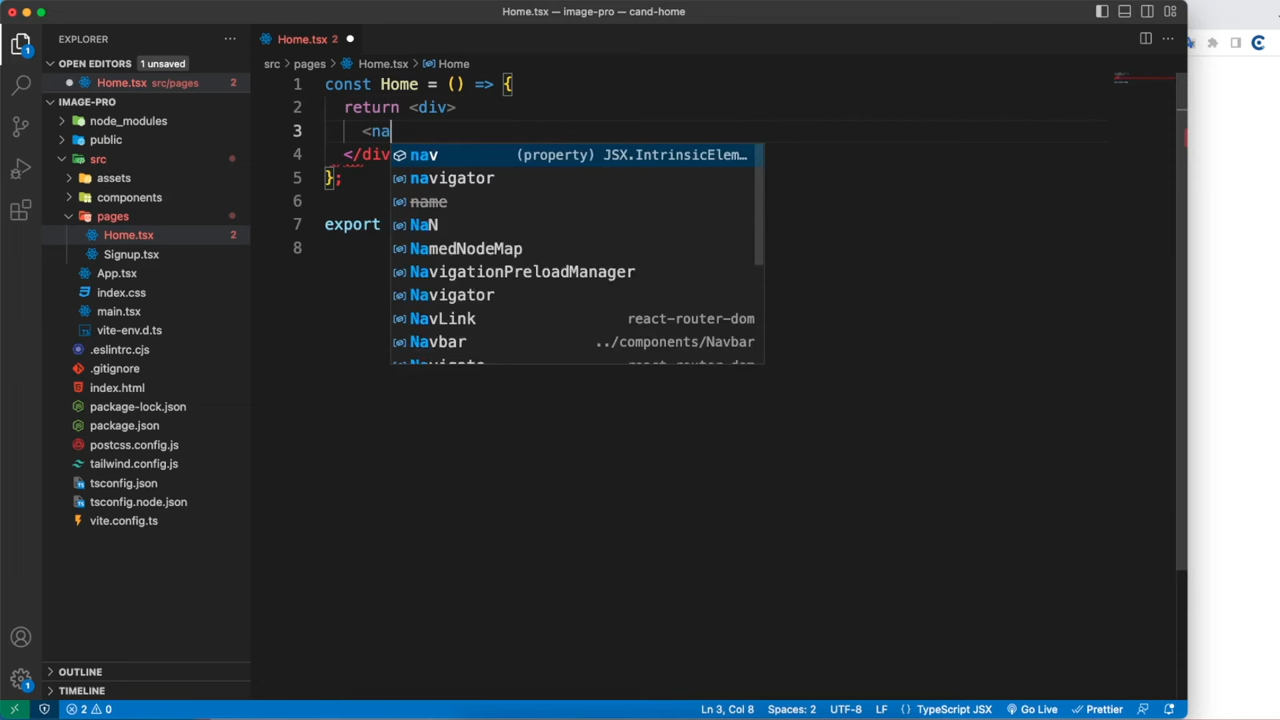 Home.tsx — image-pro — cand-home
EXPLORER
Home.tsx 2
OPEN EDITORS 1 unsaved
Home.tsx src/pages 2
IMAGE-PRO
node_modules
public
src
assets
components
pages
Home.tsx 2
Signup.tsx
App.tsx
index.css
main.tsx
vite-env.d.ts
.eslintrc.cjs
.gitignore
index.html
package-lock.json
package.json
postcss.config.js
tailwind.config.js
tsconfig.json
tsconfig.node.json
vite.config.ts
OUTLINE
TIMELINE
src > pages > Home.tsx > Home
1 const Home = () => {
2 return <div>
3 <na
4 </div
5 };
6
7 export
8
nav (property) JSX.IntrinsicElem…
navigator
name
NaN
NamedNodeMap
NavigationPreloadManager
Navigator
NavLink react-router-dom
Navbar ../components/Navbar
Navigate react-router-dom
1
1
2 0 Ln 3, Col 8 Spaces: 2 UTF-8 LF { } TypeScript JSX Go Live Prettier